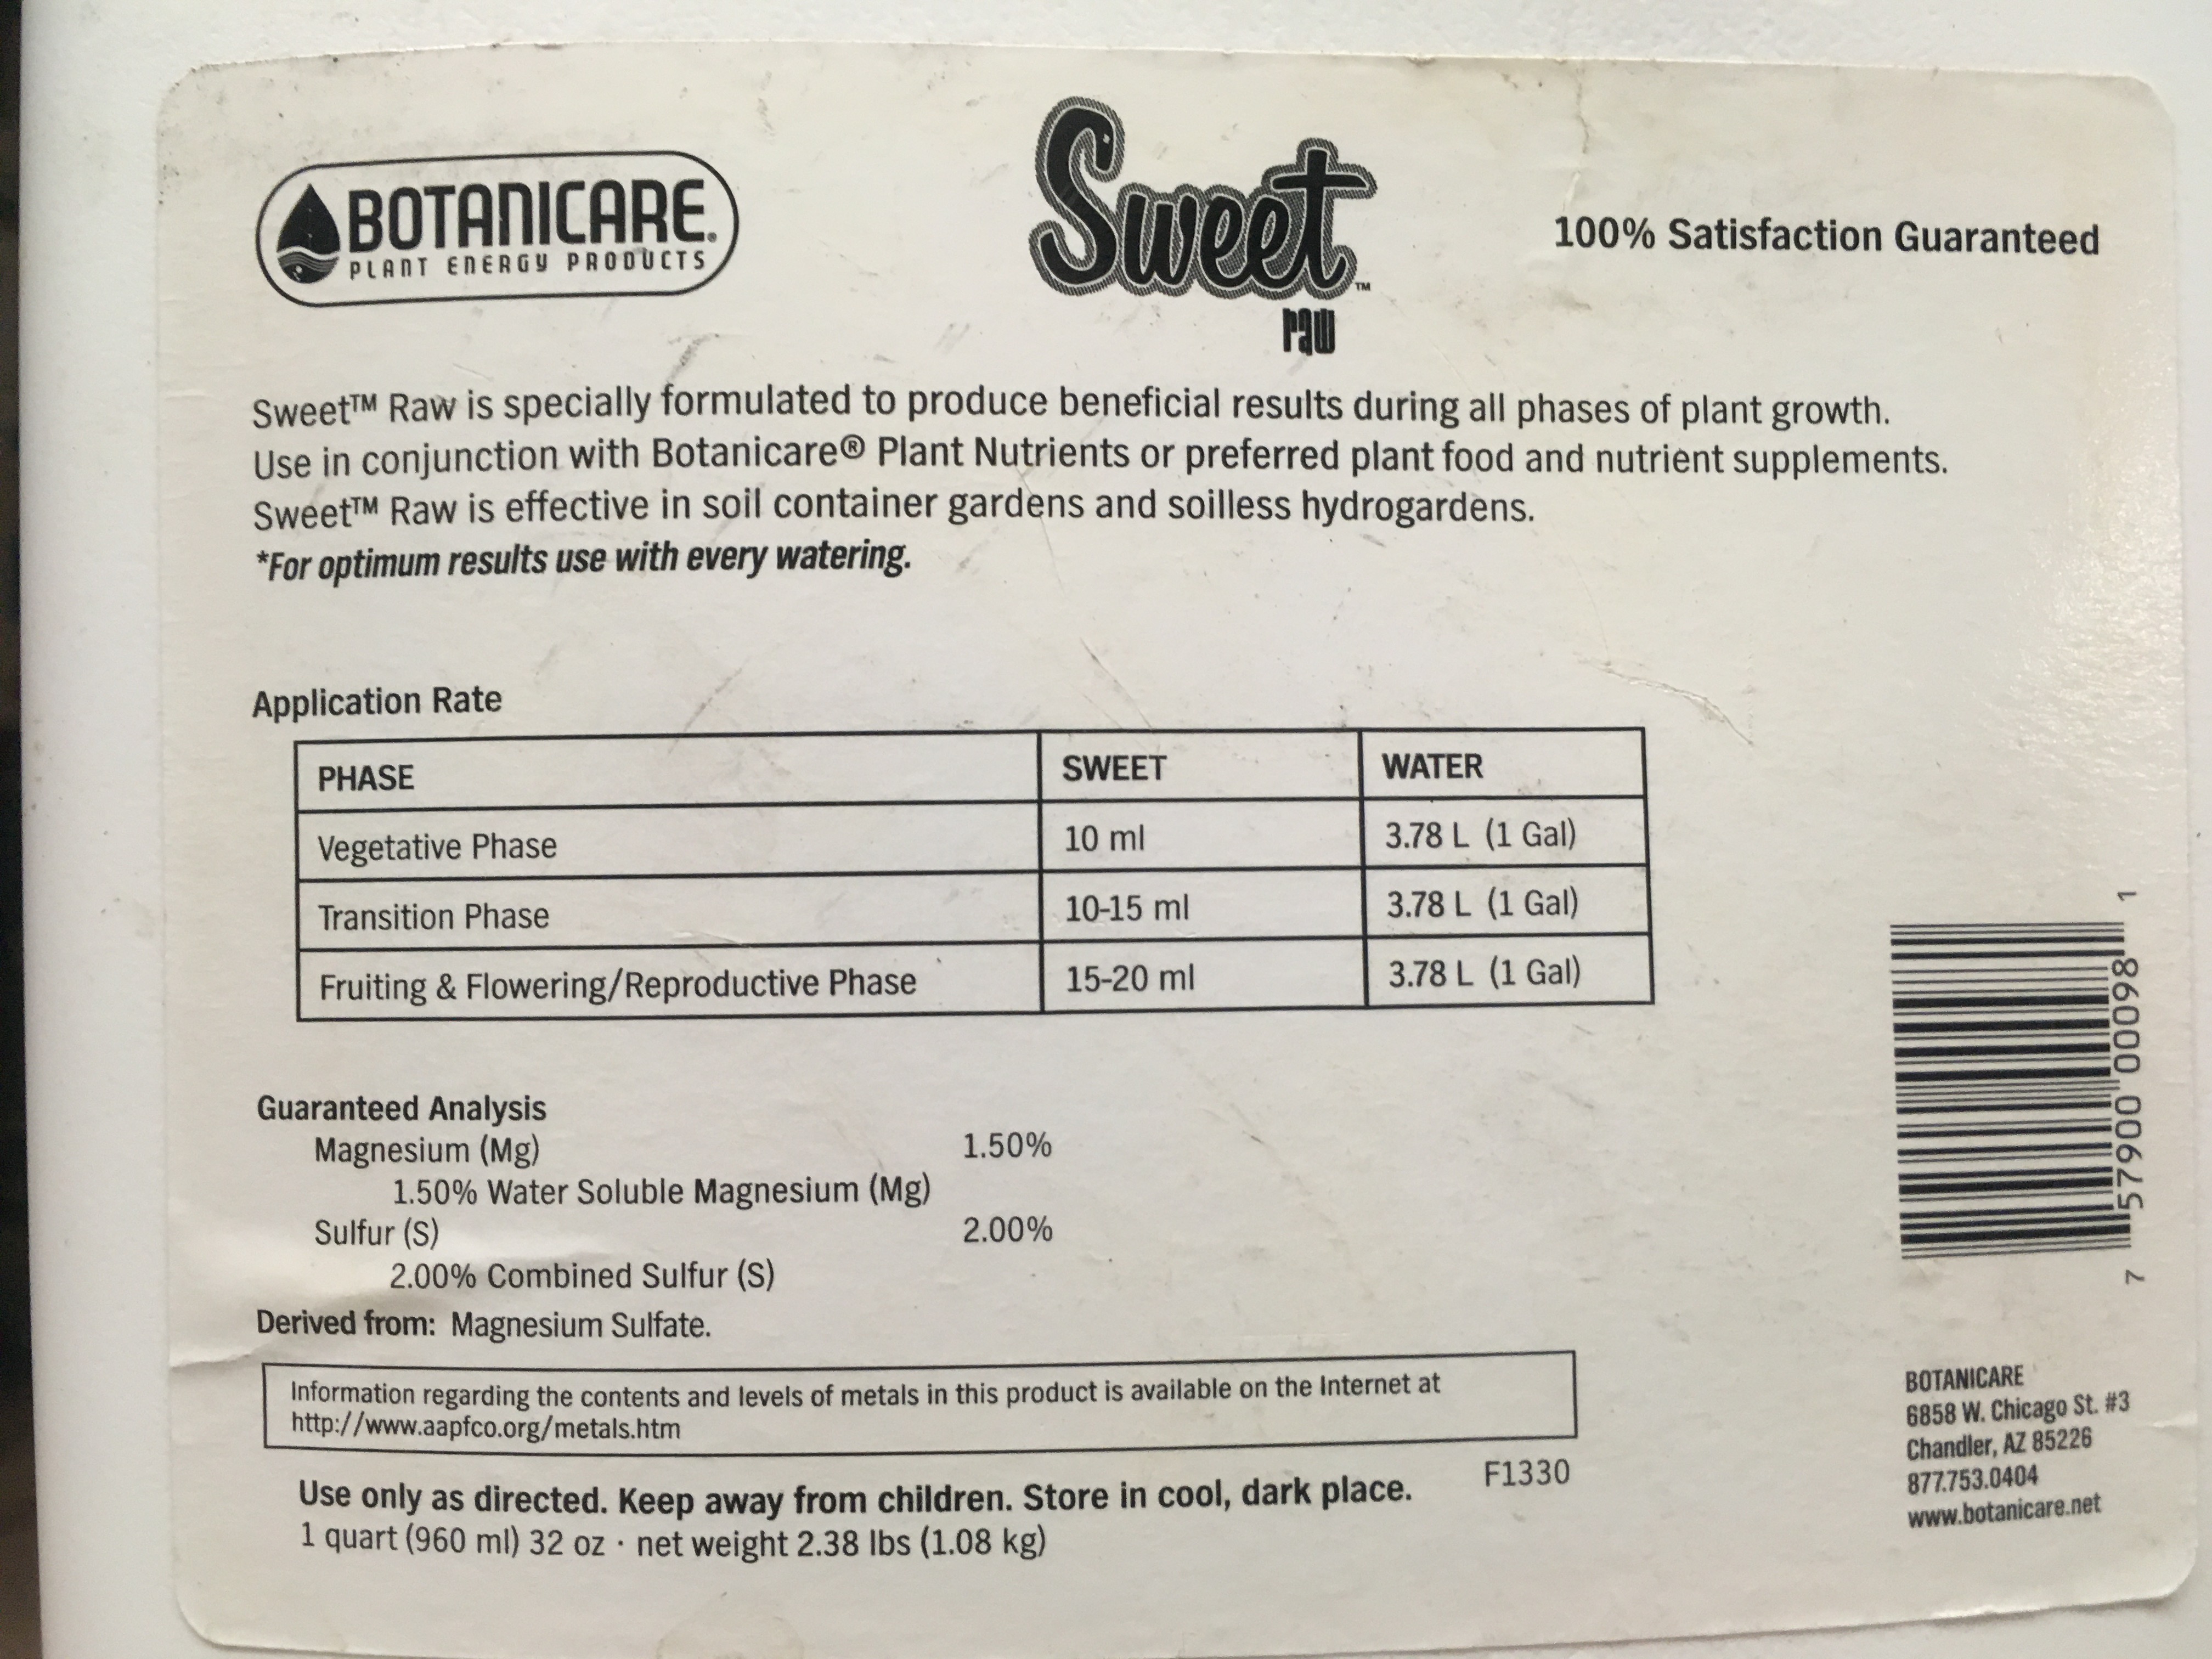 BOTANICARE®
PLANT ENERGY PRODUCTS
Sweet™
raw
100% Satisfaction Guaranteed
Sweet™ Raw is specially formulated to produce beneficial results during all phases of plant growth.
Use in conjunction with Botanicare® Plant Nutrients or preferred plant food and nutrient supplements.
Sweet™ Raw is effective in soil container gardens and soilless hydrogardens.
*For optimum results use with every watering.
Application Rate
PHASE SWEET WATER
Vegetative Phase 10 ml 3.78 L (1 Gal)
Transition Phase 10-15 ml 3.78 L (1 Gal)
Fruiting & Flowering/Reproductive Phase 15-20 ml 3.78 L (1 Gal)
Guaranteed Analysis
Magnesium (Mg) 1.50%
1.50% Water Soluble Magnesium (Mg)
Sulfur (S) 2.00%
2.00% Combined Sulfur (S)
Derived from: Magnesium Sulfate.
Information regarding the contents and levels of metals in this product is available on the Internet at
http://www.aapfco.org/metals.htm
Use only as directed. Keep away from children. Store in cool, dark place.
F1330
1 quart (960 ml) 32 oz · net weight 2.38 lbs (1.08 kg)
7 57900 00098 1
BOTANICARE
6858 W. Chicago St. #3
Chandler, AZ 85226
877.753.0404
www.botanicare.net